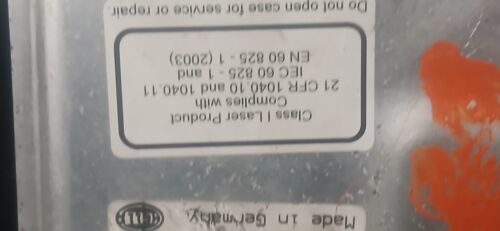 Made in Germany
HELLA
Class I Laser Product
Complies with
21 CFR 1040.10 and 1040.11
IEC 60 825 - 1 and
EN 60 825 - 1 (2003)
Do not open case for service or repair.